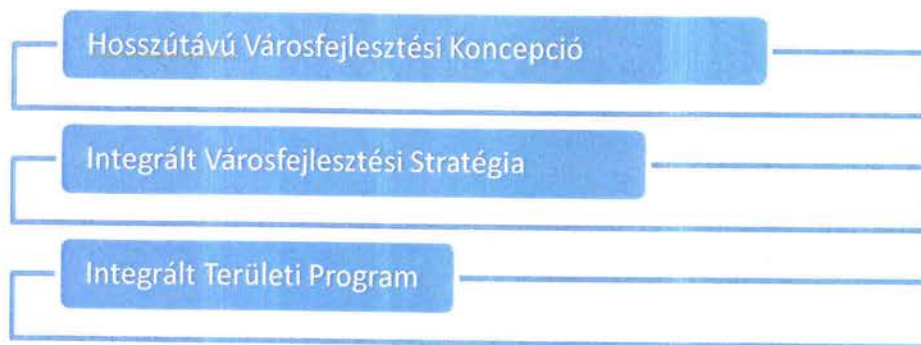 Hosszútávú Városfejlesztési Koncepció
Integrált Városfejlesztési Stratégia
Integrált Területi Program